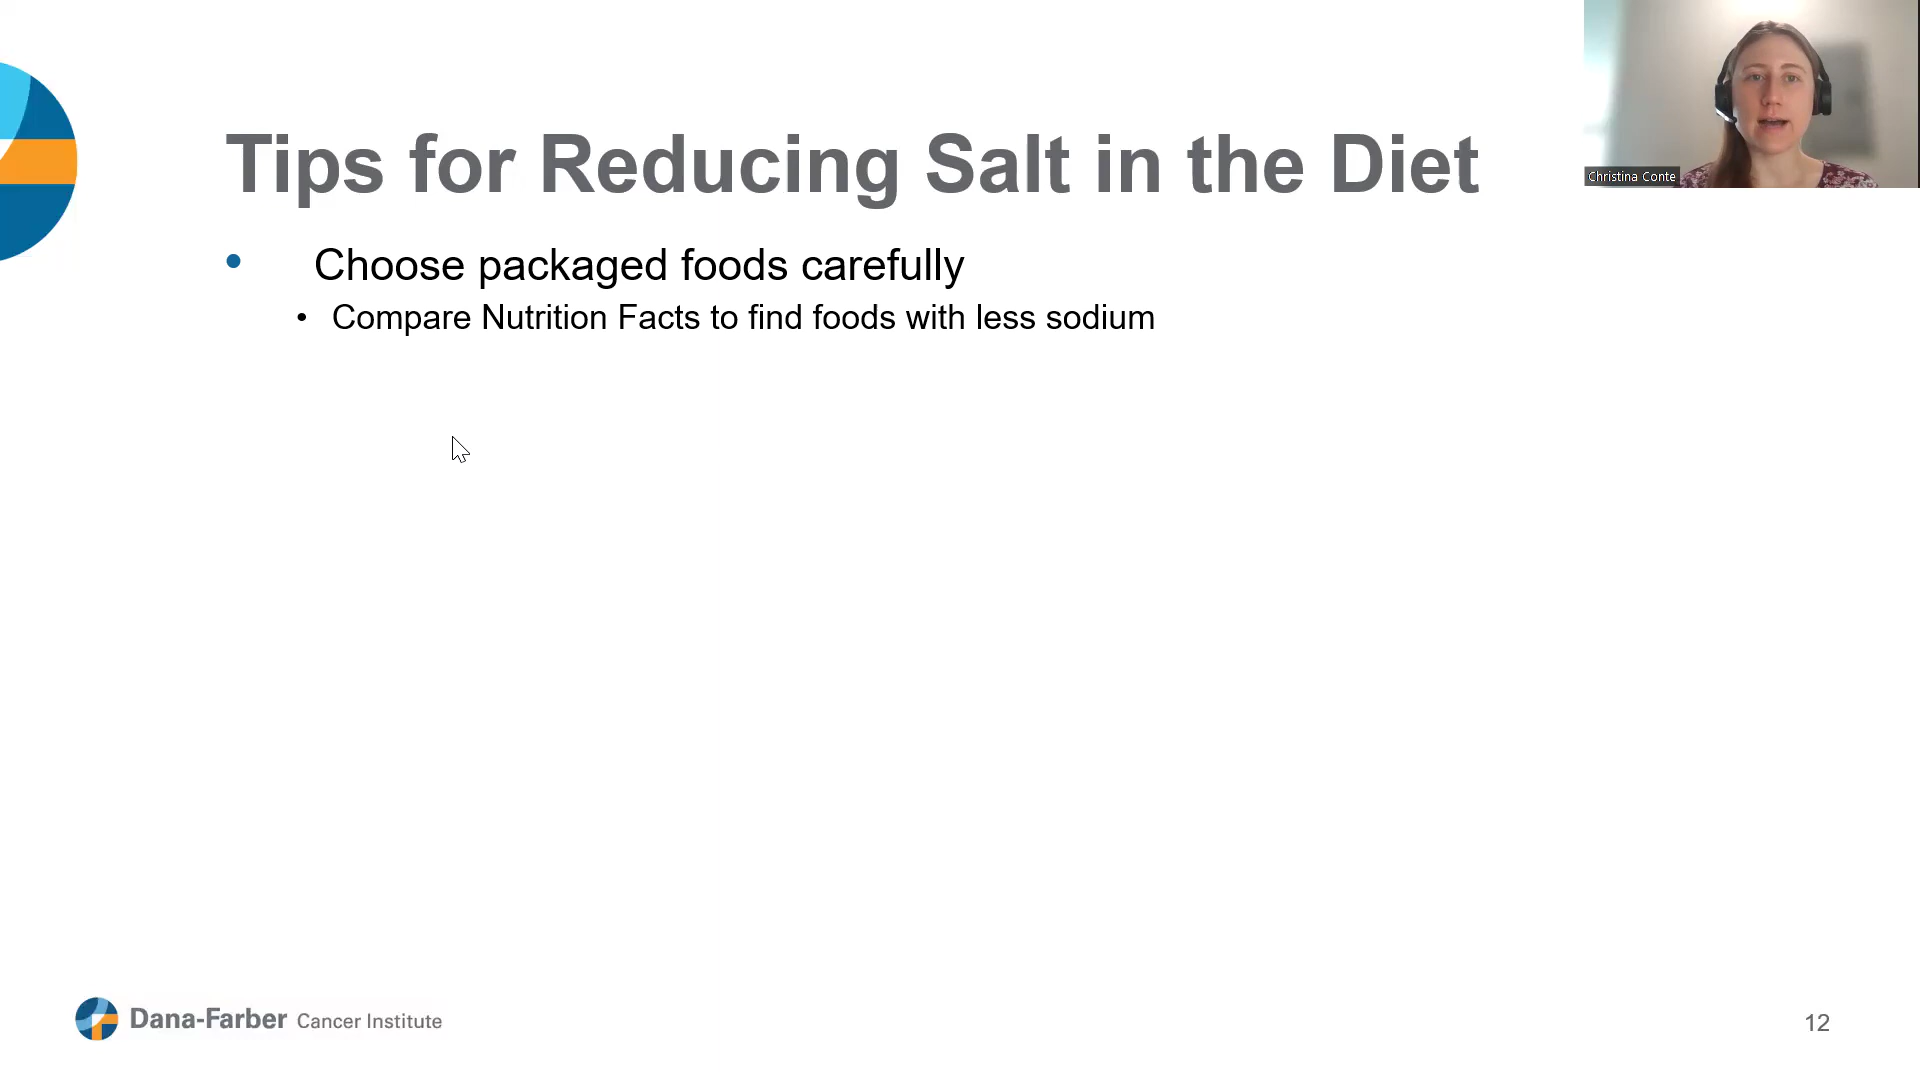 Tips for Reducing Salt in the Diet
Christina Conte
• Choose packaged foods carefully
• Compare Nutrition Facts to find foods with less sodium
Dana-Farber Cancer Institute
12